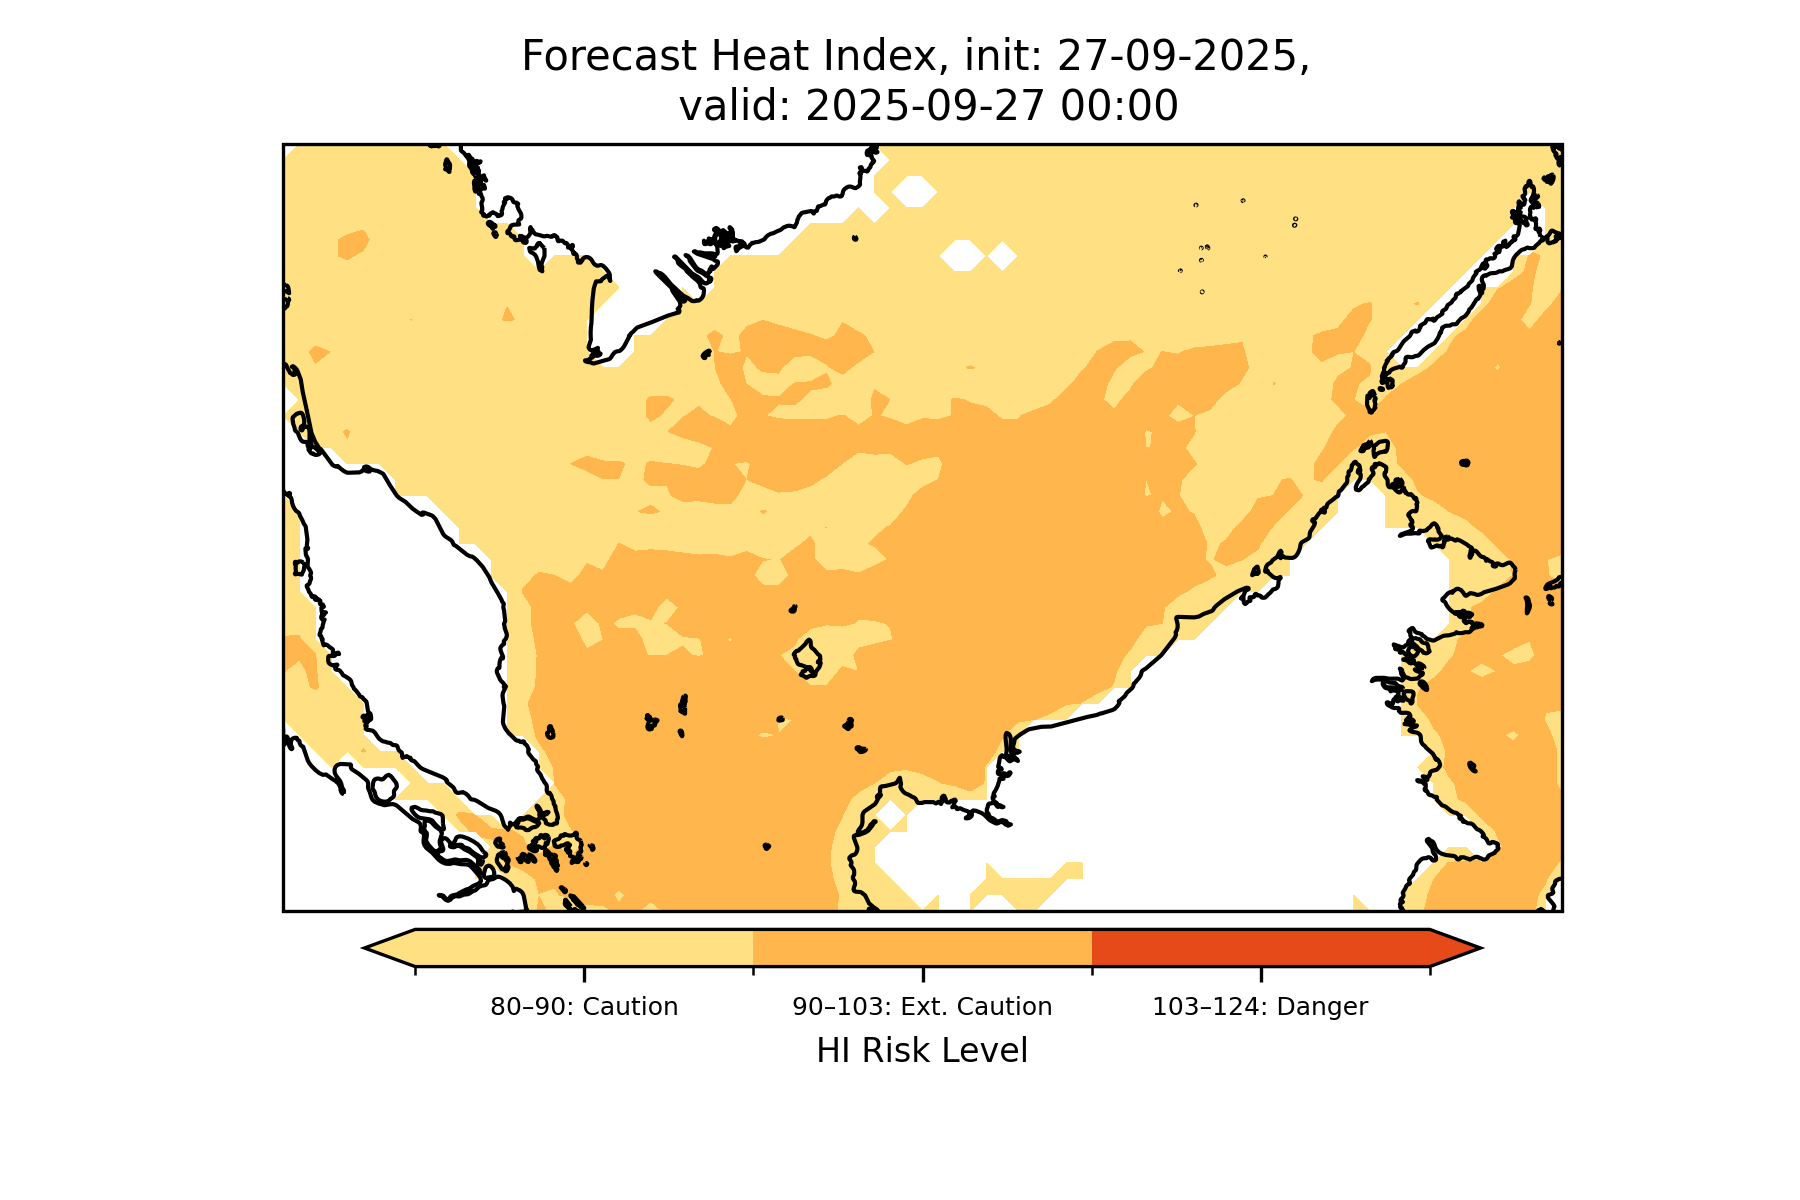 Forecast Heat Index, init: 27-09-2025,
valid: 2025-09-27 00:00
80–90: Caution
90–103: Ext. Caution
103–124: Danger
HI Risk Level